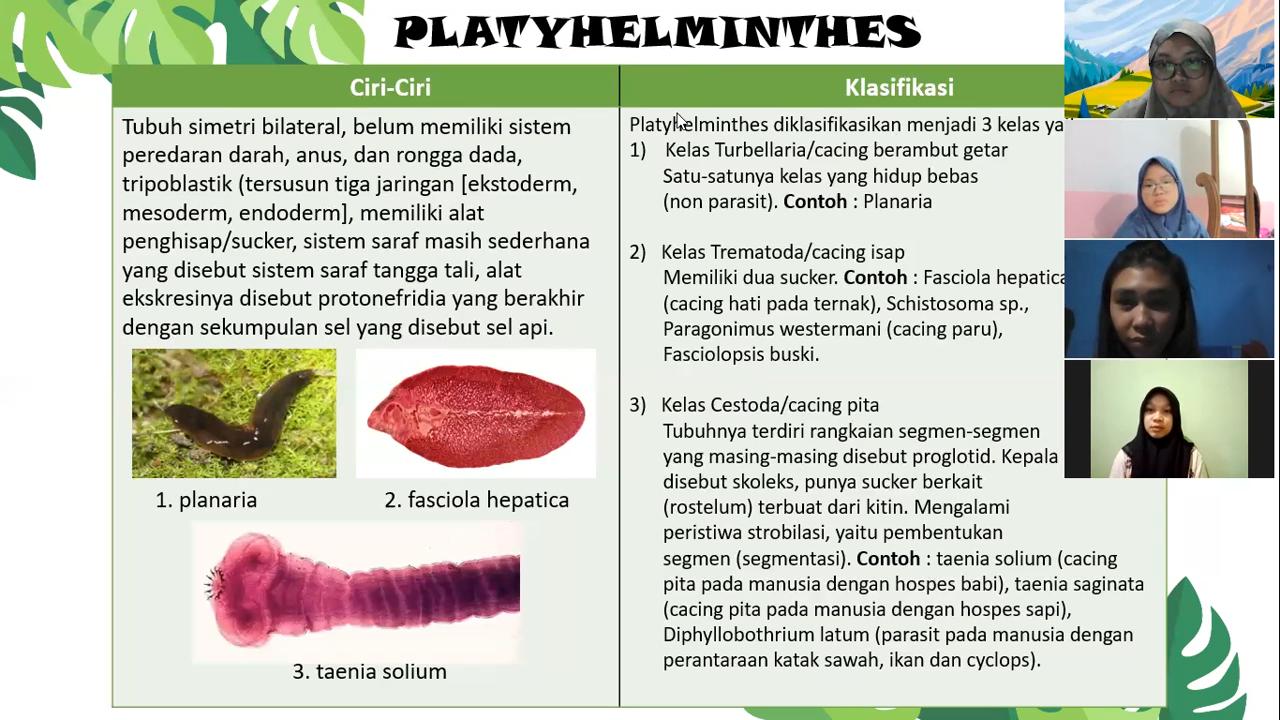 PLATYHELMINTHES
Ciri-Ciri
Tubuh simetri bilateral, belum memiliki sistem
peredaran darah, anus, dan rongga dada,
tripoblastik (tersusun tiga jaringan [ekstoderm,
mesoderm, endoderm], memiliki alat
penghisap/sucker, sistem saraf masih sederhana
yang disebut sistem saraf tangga tali, alat
ekskresinya disebut protonefridia yang berakhir
dengan sekumpulan sel yang disebut sel api.
1. planaria
2. fasciola hepatica
3. taenia solium
Klasifikasi
Platyhelminthes diklasifikasikan menjadi 3 kelas
1) Kelas Turbellaria/cacing berambut getar
Satu-satunya kelas yang hidup bebas
(non parasit). Contoh : Planaria
2) Kelas Trematoda/cacing isap
Memiliki dua sucker. Contoh : Fasciola hepatica
(cacing hati pada ternak), Schistosoma sp.,
Paragonimus westermani (cacing paru),
Fasciolopsis buski.
3) Kelas Cestoda/cacing pita
Tubuhnya terdiri rangkaian segmen-segmen
yang masing-masing disebut proglotid. Kepala
disebut skoleks, punya sucker berkait
(rostelum) terbuat dari kitin. Mengalami
peristiwa strobilasi, yaitu pembentukan
segmen (segmentasi). Contoh : taenia solium (cacing
pita pada manusia dengan hospes babi), taenia saginata
(cacing pita pada manusia dengan hospes sapi),
Diphyllobothrium latum (parasit pada manusia dengan
perantaraan katak sawah, ikan dan cyclops).